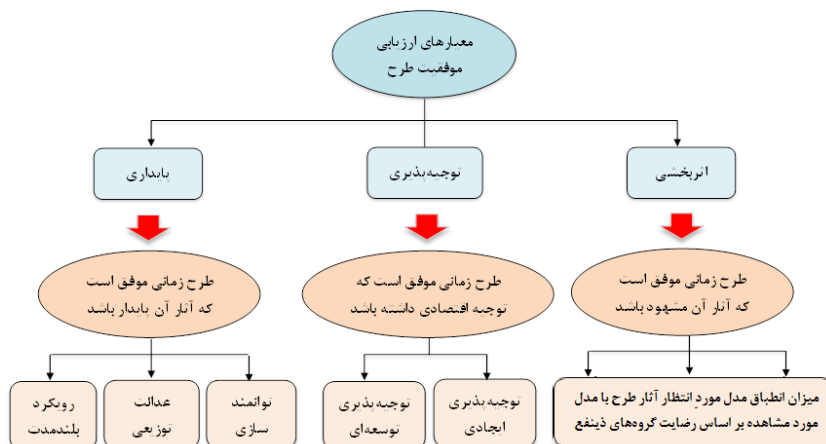 معیارهای ارزیابی
موفقیت طرح
اثربخشی
توجیه‌پذیری
پایداری
طرح زمانی موفق است
که آثار آن مشهود باشد
طرح زمانی موفق است که
توجیه اقتصادی داشته باشد
طرح زمانی موفق است
که آثار آن پایدار باشد
میزان انطباق مدل موردِ انتظار آثار طرح با مدل
مورد مشاهده بر اساس رضایت گروه‌های ذینفع
توجیه‌پذیری
ایجادی
توجیه‌پذیری
توسعه‌ای
توانمند
سازی
عدالت
توزیعی
رویکرد
بلندمدت